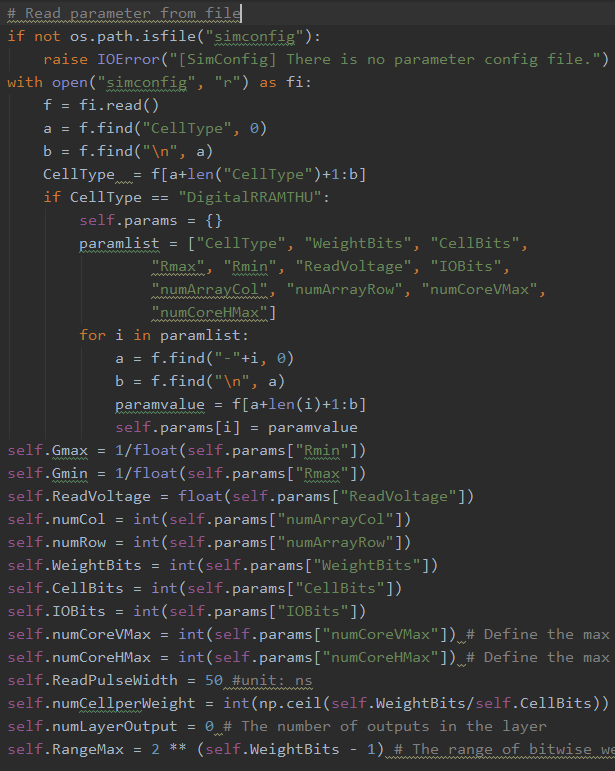 # Read parameter from file
if not os.path.isfile("simconfig"):
    raise IOError("[SimConfig] There is no parameter config file.")
with open("simconfig", "r") as fi:
    f = fi.read()
    a = f.find("CellType", 0)
    b = f.find("\n", a)
    CellType  = f[a+len("CellType")+1:b]
    if CellType == "DigitalRRAMTHU":
        self.params = {}
        paramlist = ["CellType", "WeightBits", "CellBits",
                "Rmax", "Rmin", "ReadVoltage", "IOBits",
                "numArrayCol", "numArrayRow", "numCoreVMax",
                "numCoreHMax"]
        for i in paramlist:
            a = f.find("-"+i, 0)
            b = f.find("\n", a)
            paramvalue = f[a+len(i)+1:b]
            self.params[i] = paramvalue
self.Gmax = 1/float(self.params["Rmin"])
self.Gmin = 1/float(self.params["Rmax"])
self.ReadVoltage = float(self.params["ReadVoltage"])
self.numCol = int(self.params["numArrayCol"])
self.numRow = int(self.params["numArrayRow"])
self.WeightBits = int(self.params["WeightBits"])
self.CellBits = int(self.params["CellBits"])
self.IOBits = int(self.params["IOBits"])
self.numCoreVMax = int(self.params["numCoreVMax"]) # Define the max
self.numCoreHMax = int(self.params["numCoreHMax"]) # Define the max
self.ReadPulseWidth = 50 #unit: ns
self.numCellperWeight = int(np.ceil(self.WeightBits/self.CellBits))
self.numLayerOutput = 0 # The number of outputs in the layer
self.RangeMax = 2 ** (self.WeightBits - 1) # The range of bitwise we